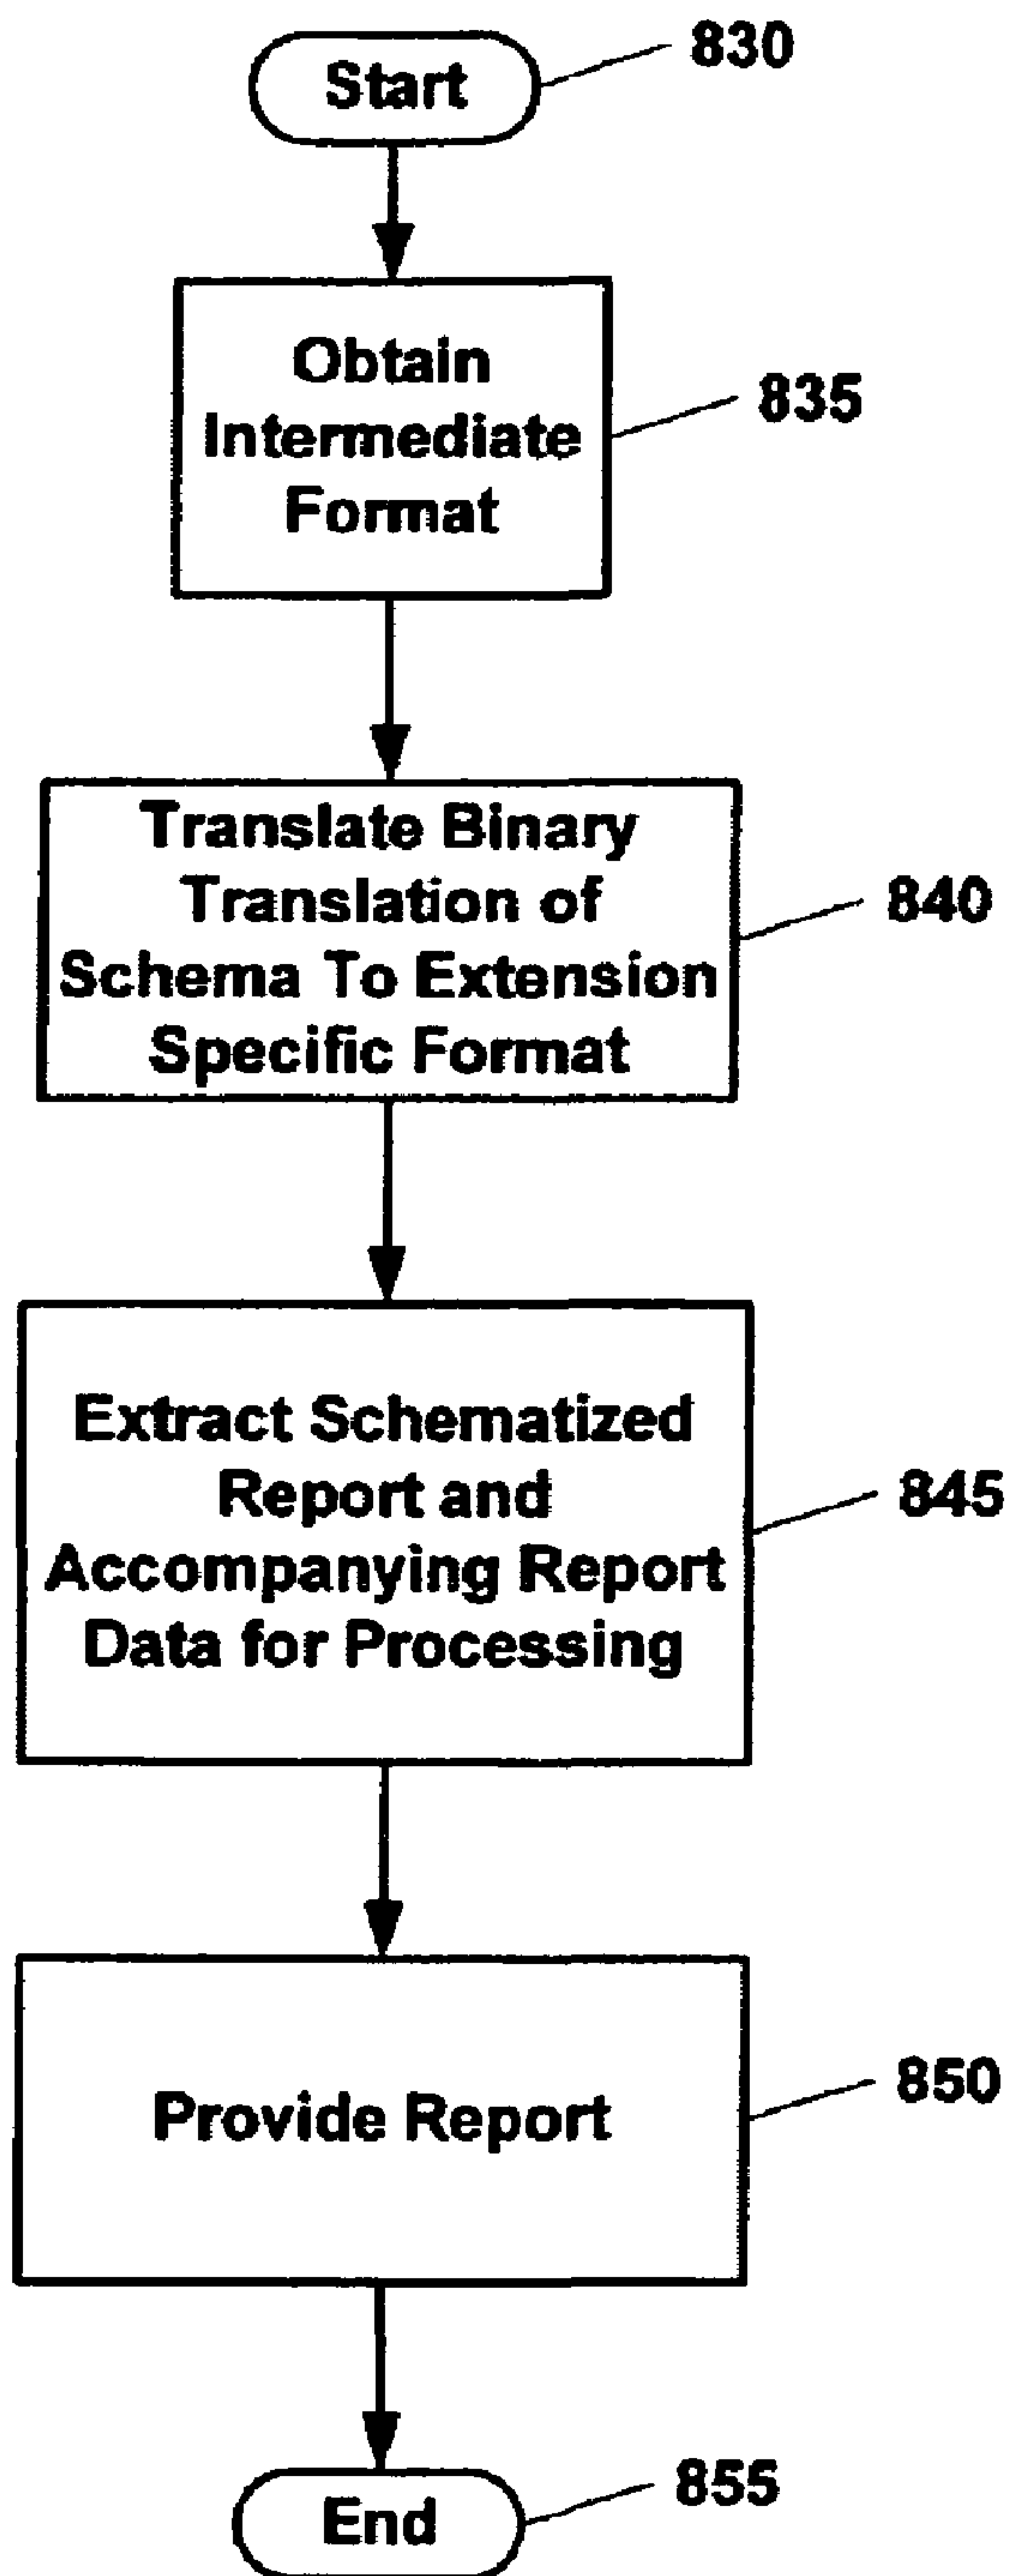 Start
830
Obtain
Intermediate
Format
835
Translate Binary
Translation of
Schema To Extension
Specific Format
840
Extract Schematized
Report and
Accompanying Report
Data for Processing
845
Provide Report
850
End
855